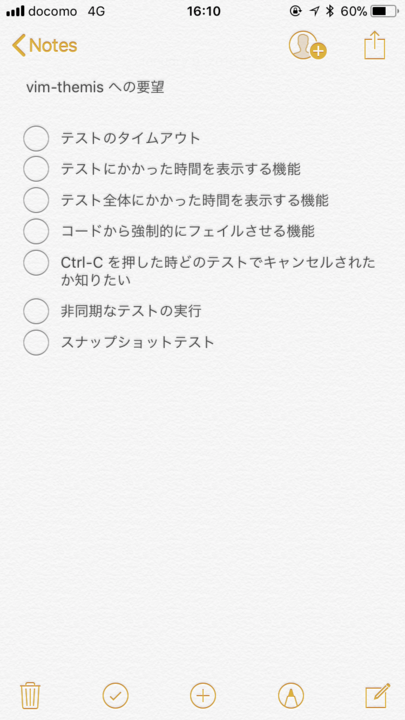 docomo 4G 16:10 60%
Notes
vim-themis への要望
テストのタイムアウト
テストにかかった時間を表示する機能
テスト全体にかかった時間を表示する機能
コードから強制的にフェイルさせる機能
Ctrl-C を押した時どのテストでキャンセルされた
か知りたい
非同期なテストの実行
スナップショットテスト